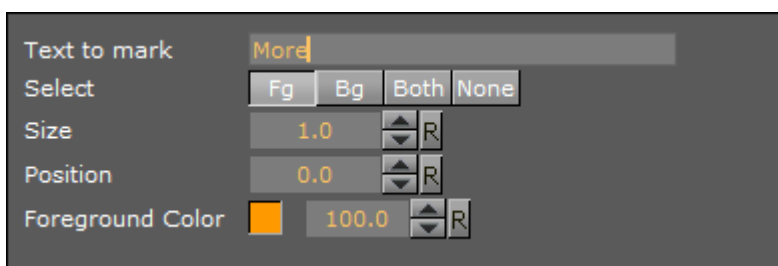 Text to mark More
Select Fg Bg Both None
Size 1.0 R
Position 0.0 R
Foreground Color 100.0 R